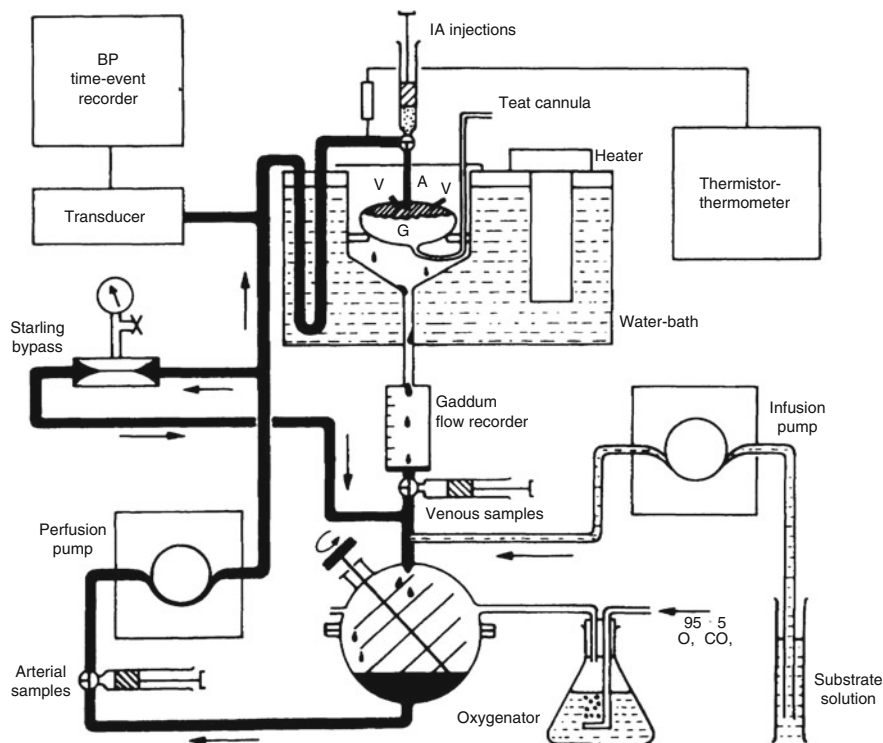 IA injections
BP
time-event
recorder
Teat cannula
Heater
Thermistor-
thermometer
Transducer
V
A
V
G
Water-bath
Starling
bypass
Gaddum
flow recorder
Infusion
pump
Venous samples
Perfusion
pump
95 · 5
O, CO,
Arterial
samples
Oxygenator
Substrate
solution